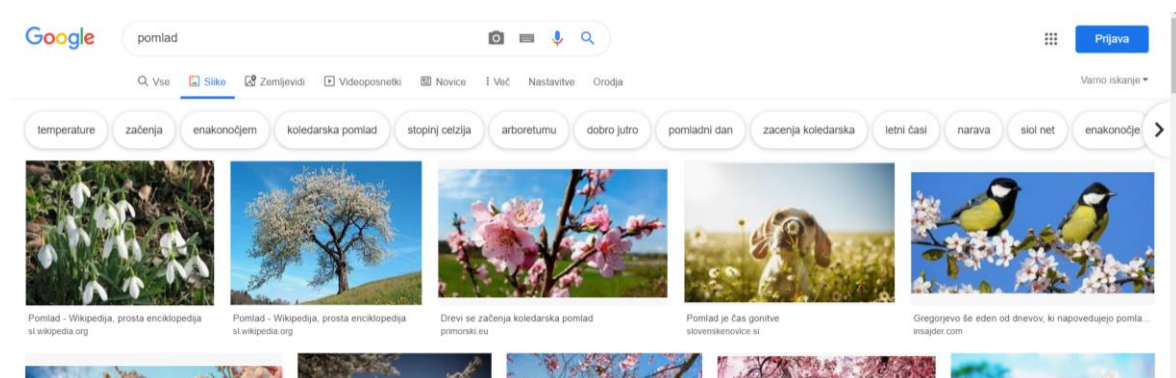 Google
pomlad
Prijava
Vse Slike Zemljevidi Videoposnetki Novice Več Nastavitve Orodja
Varno iskanje
temperature začenja enakonočjem koledarska pomlad stopinj celzija arboretumu dobro jutro pomladni dan zacenja koledarska letni časi narava siol net enakonočje
Pomlad - Wikipedija, prosta enciklopedija
sl.wikipedia.org
Pomlad - Wikipedija, prosta enciklopedija
sl.wikipedia.org
Drevi se začenja koledarska pomlad
primorski.eu
Pomlad je čas gonitve
slovenskenovice.si
Gregorjevo še eden od dnevov, ki napovedujejo pomla...
insajder.com